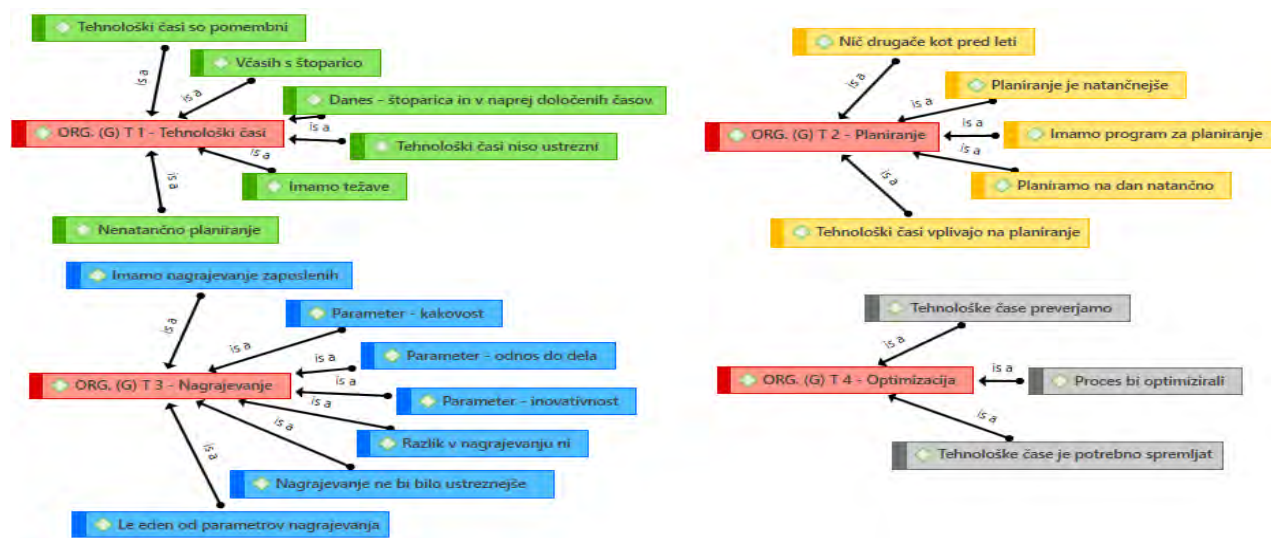 Tehnološki časi so pomembni
is a
Včasih s štoparico
is a
Danes - štoparica in v naprej določenih časov
is a
ORG. (G) T 1 - Tehnološki časi
Tehnološki časi niso ustrezni
is a
Imamo težave
is a
Nenatančno planiranje
Nič drugače kot pred leti
is a
Planiranje je natančnejše
is a
ORG. (G) T 2 - Planiranje
is a
Imamo program za planiranje
is a
Planiramo na dan natančno
is a
Tehnološki časi vplivajo na planiranje
Imamo nagrajevanje zaposlenih
is a
Parameter - kakovost
is a
Parameter - odnos do dela
is a
ORG. (G) T 3 - Nagrajevanje
is a
Parameter - inovativnost
is a
Razlik v nagrajevanju ni
is a
Nagrajevanje ne bi bilo ustreznejše
is a
Le eden od parametrov nagrajevanja
Tehnološke čase preverjamo
is a
ORG. (G) T 4 - Optimizacija
is a
Proces bi optimizirali
is a
Tehnološke čase je potrebno spremljat